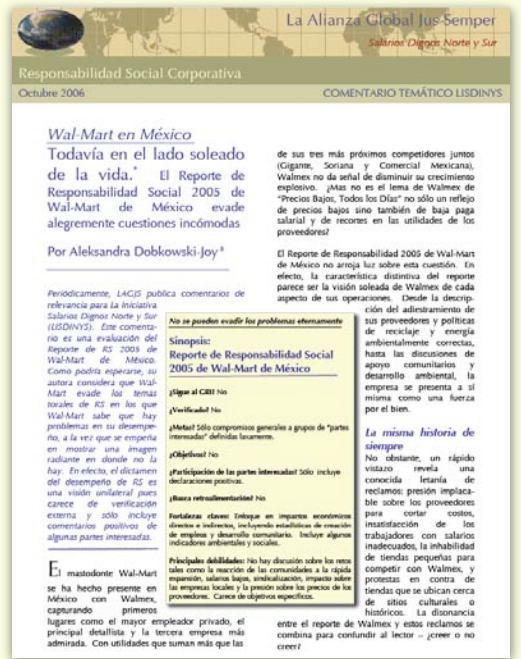 La Alianza Global Jus Semper
Salarios Dignos Norte y Sur
Responsabilidad Social Corporativa
Octubre 2006
COMENTARIO TEMÁTICO LISDINYS
Wal-Mart en México
Todavía en el lado soleado
de la vida.* El Reporte de
Responsabilidad Social 2005 de
Wal-Mart de México evade
alegremente cuestiones incómodas
Por Aleksandra Dobkowski-Joy
Periódicamente, LAGJS publica comentarios de
relevancia para La Iniciativa
Salarios Dignos Norte y Sur
(LISDINYS). Este comenta-
rio es una evaluación del
Reporte de RS 2005 de
Wal-Mart de México.
Como podría esperarse, su
autora considera que Wal-
Mart evade los temas
torales de RS en los que
Wal-Mart sabe que hay
problemas en su desempe-
ño, a la vez que se empeña
en mostrar una imagen
radiante en donde no la
hay. En efecto, el dictamen
del desempeño de RS es
una visión unilateral pues
carece de verificación
externa y sólo incluye
comentarios positivos de
algunas partes interesadas.
El mastodonte Wal-Mart
se ha hecho presente en
México con Walmex,
capturando primeros
lugares como el mayor empleador privado, el
principal detallista y la tercera empresa más
admirada. Con utilidades que suman más que las
No se pueden evadir los problemas eternamente
Sinopsis:
Reporte de Responsabilidad Social
2005 de Wal-Mart de México
¿Sigue al GRI? No
¿Verificado? No
¿Metas? Sólo compromisos generales a grupos de "partes
interesadas" definidas laxamente.
¿Objetivos? No
¿Participación de las partes interesadas? Sólo incluye
declaraciones positivas.
¿Busca retroalimentación? No
Fortalezas claves: Enfoque en impactos económicos
directos e indirectos, incluyendo estadísticas de creación
de empleos y desarrollo comunitario. Incluye algunos
indicadores ambientales y sociales.
Principales debilidades: No hay discusión sobre los retos
tales como la reacción de las comunidades a la rápida
expansión, salarios bajos, sindicalización, impacto sobre
las empresas locales y la presión sobre los precios de los
proveedores. Carece de objetivos específicos.
de sus tres más próximos competidores juntos
(Gigante, Soriana y Comercial Mexicana),
Walmex no da señal de disminuir su crecimiento
explosivo. ¿Mas no es el lema de Walmex de
"Precios Bajos, Todos los Días" no sólo un reflejo
de precios bajos sino también de baja paga
salarial y de recortes en las utilidades de los
proveedores?
El Reporte de Responsabilidad 2005 de Wal-Mart
de México no arroja luz sobre esta cuestión. En
efecto, la característica distintiva del reporte
parece ser la visión soleada de Walmex de cada
aspecto de sus operaciones. Desde la descrip-
ción del adiestramiento de
sus proveedores y políticas
de reciclaje y energía
ambientalmente correctas,
hasta las discusiones de
apoyo comunitarios y
desarrollo ambiental, la
empresa se presenta a sí
misma como una fuerza
por el bien.
La misma historia de
siempre
No obstante, un rápido
vistazo revela una
conocida letanía de
reclamos: presión implaca-
ble sobre los proveedores
para cortar costos,
insatisfacción de los
trabajadores con salarios
inadecuados, la inhabilidad
de tiendas pequeñas para
competir con Walmex, y
protestas en contra de
tiendas que se ubican cerca
de sitios culturales o
históricos. La disonancia
entre el reporte de Walmex y estos reclamos se
combina para confundir al lector – ¿creer o no
creer?